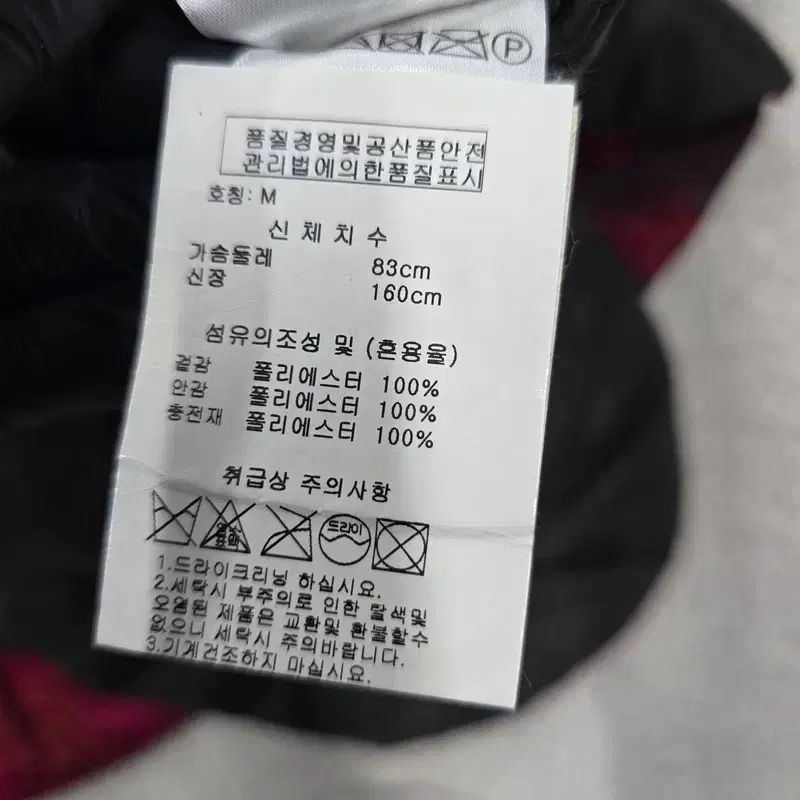 P
품질경영및공산품안전
관리법에의한품질표시
호칭: M
신체치수
가슴둘레 83cm
신장 160cm
섬유의조성 및 (혼용율)
겉감 폴리에스터 100%
안감 폴리에스터 100%
충전재 폴리에스터 100%
취급상 주의사항
드라이
1.드라이크리닝 하십시요.
2.세탁시 부주의로 인한 탈색및
오염된 제품은 교환및 환불할수
없으니 세탁시 주의바랍니다.
3.기계건조하지 마십시요.